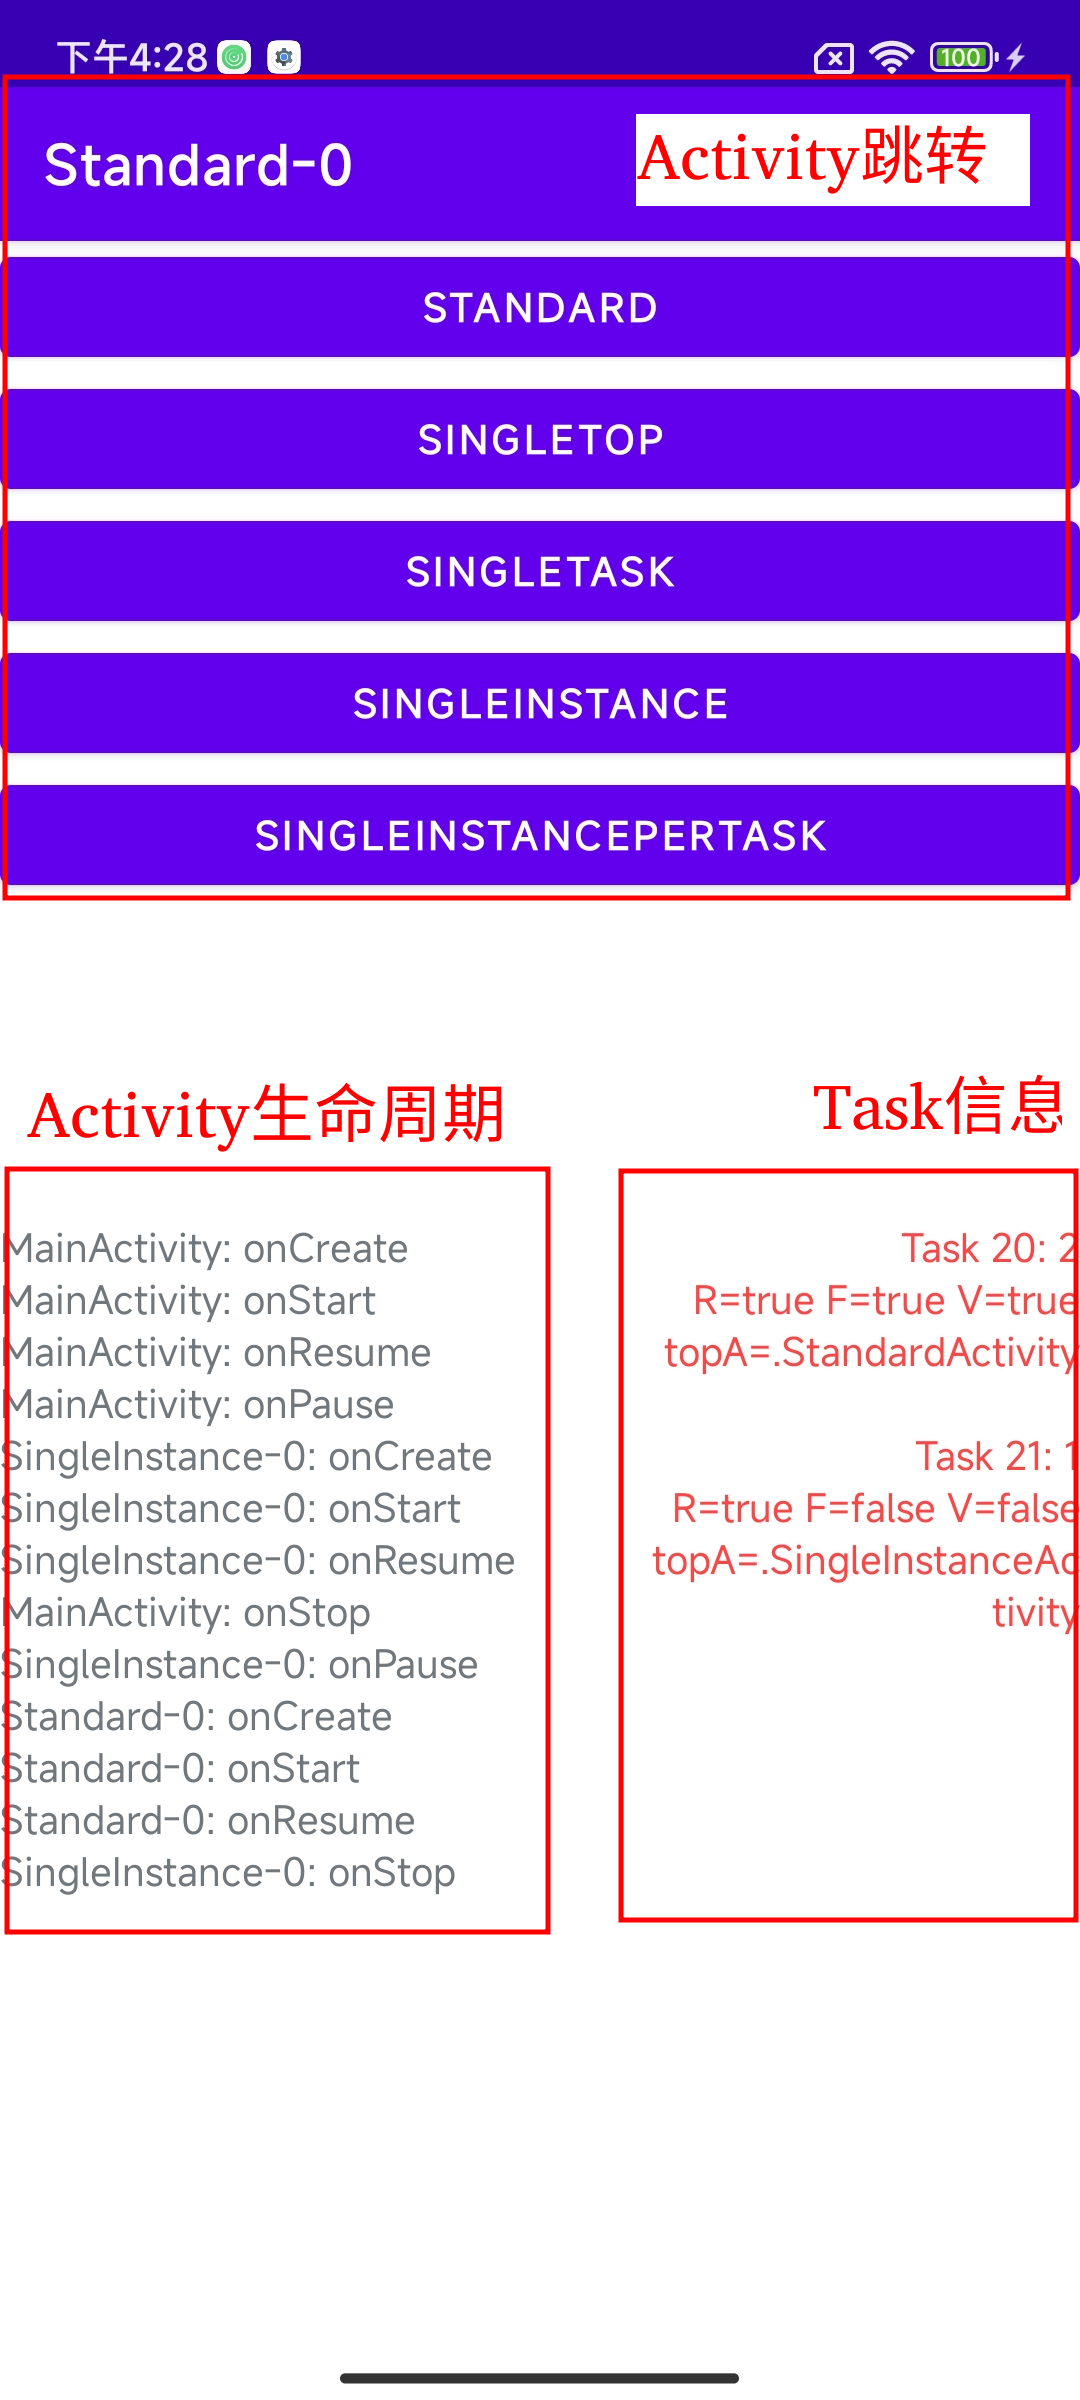 下午4:28
100
Standard-0
Activity跳转
STANDARD
SINGLETOP
SINGLETASK
SINGLEINSTANCE
SINGLEINSTANCEPERTASK
Activity生命周期
MainActivity: onCreate
MainActivity: onStart
MainActivity: onResume
MainActivity: onPause
SingleInstance-0: onCreate
SingleInstance-0: onStart
SingleInstance-0: onResume
MainActivity: onStop
SingleInstance-0: onPause
Standard-0: onCreate
Standard-0: onStart
Standard-0: onResume
SingleInstance-0: onStop
Task信息
Task 20: 2
R=true F=true V=true
topA=.StandardActivity
Task 21: 1
R=true F=false V=false
topA=.SingleInstanceAc
tivity